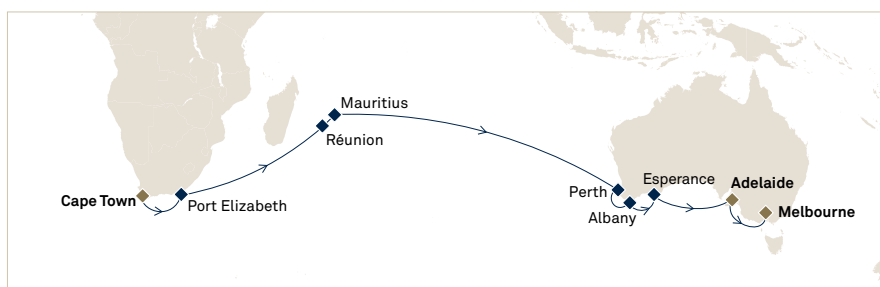 Mauritius
Réunion
Cape Town
Port Elizabeth
Perth
Albany
Esperance
Adelaide
Melbourne